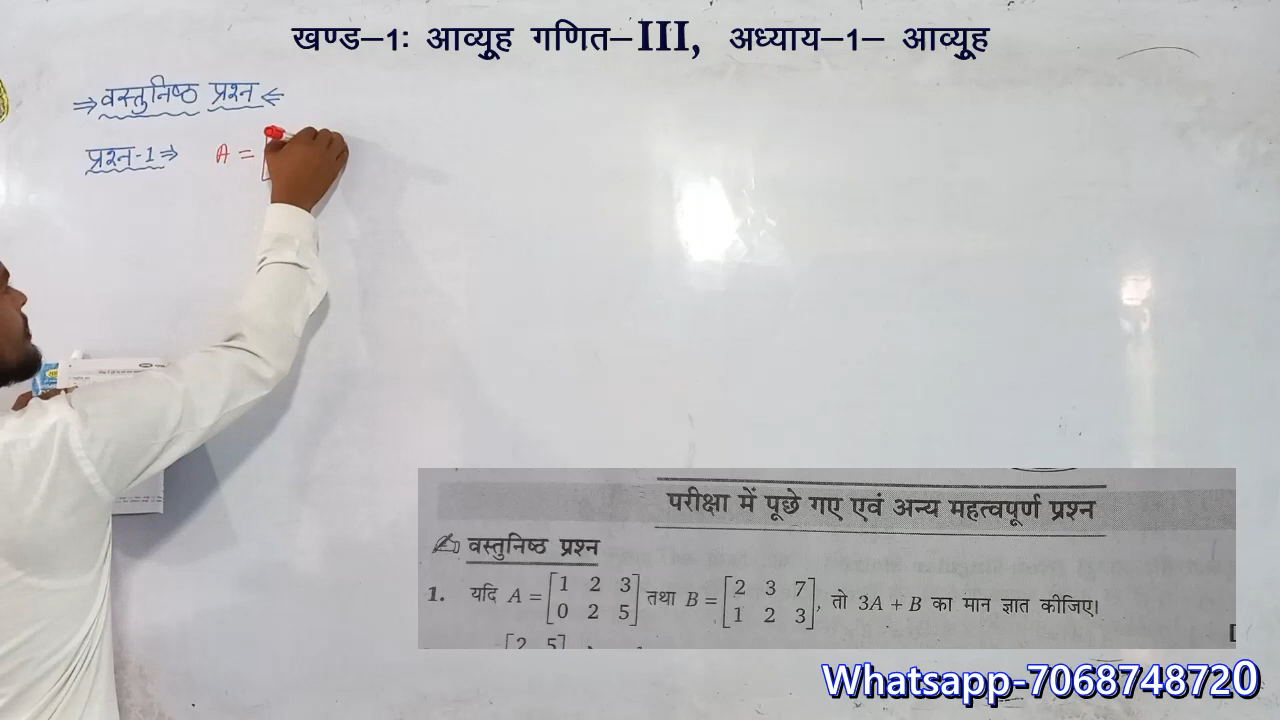 खण्ड–1: आव्यूह गणित–III, अध्याय–1– आव्यूह
⇒ वस्तुनिष्ठ प्रश्न ⇐
प्रश्न-1 ⇒ A = [
परीक्षा में पूछे गए एवं अन्य महत्वपूर्ण प्रश्न
वस्तुनिष्ठ प्रश्न
1. यदि A = [1 2 3; 0 2 5] तथा B = [2 3 7; 1 2 3], तो 3A + B का मान ज्ञात कीजिए।
[2 5]
Whatsapp-7068748720